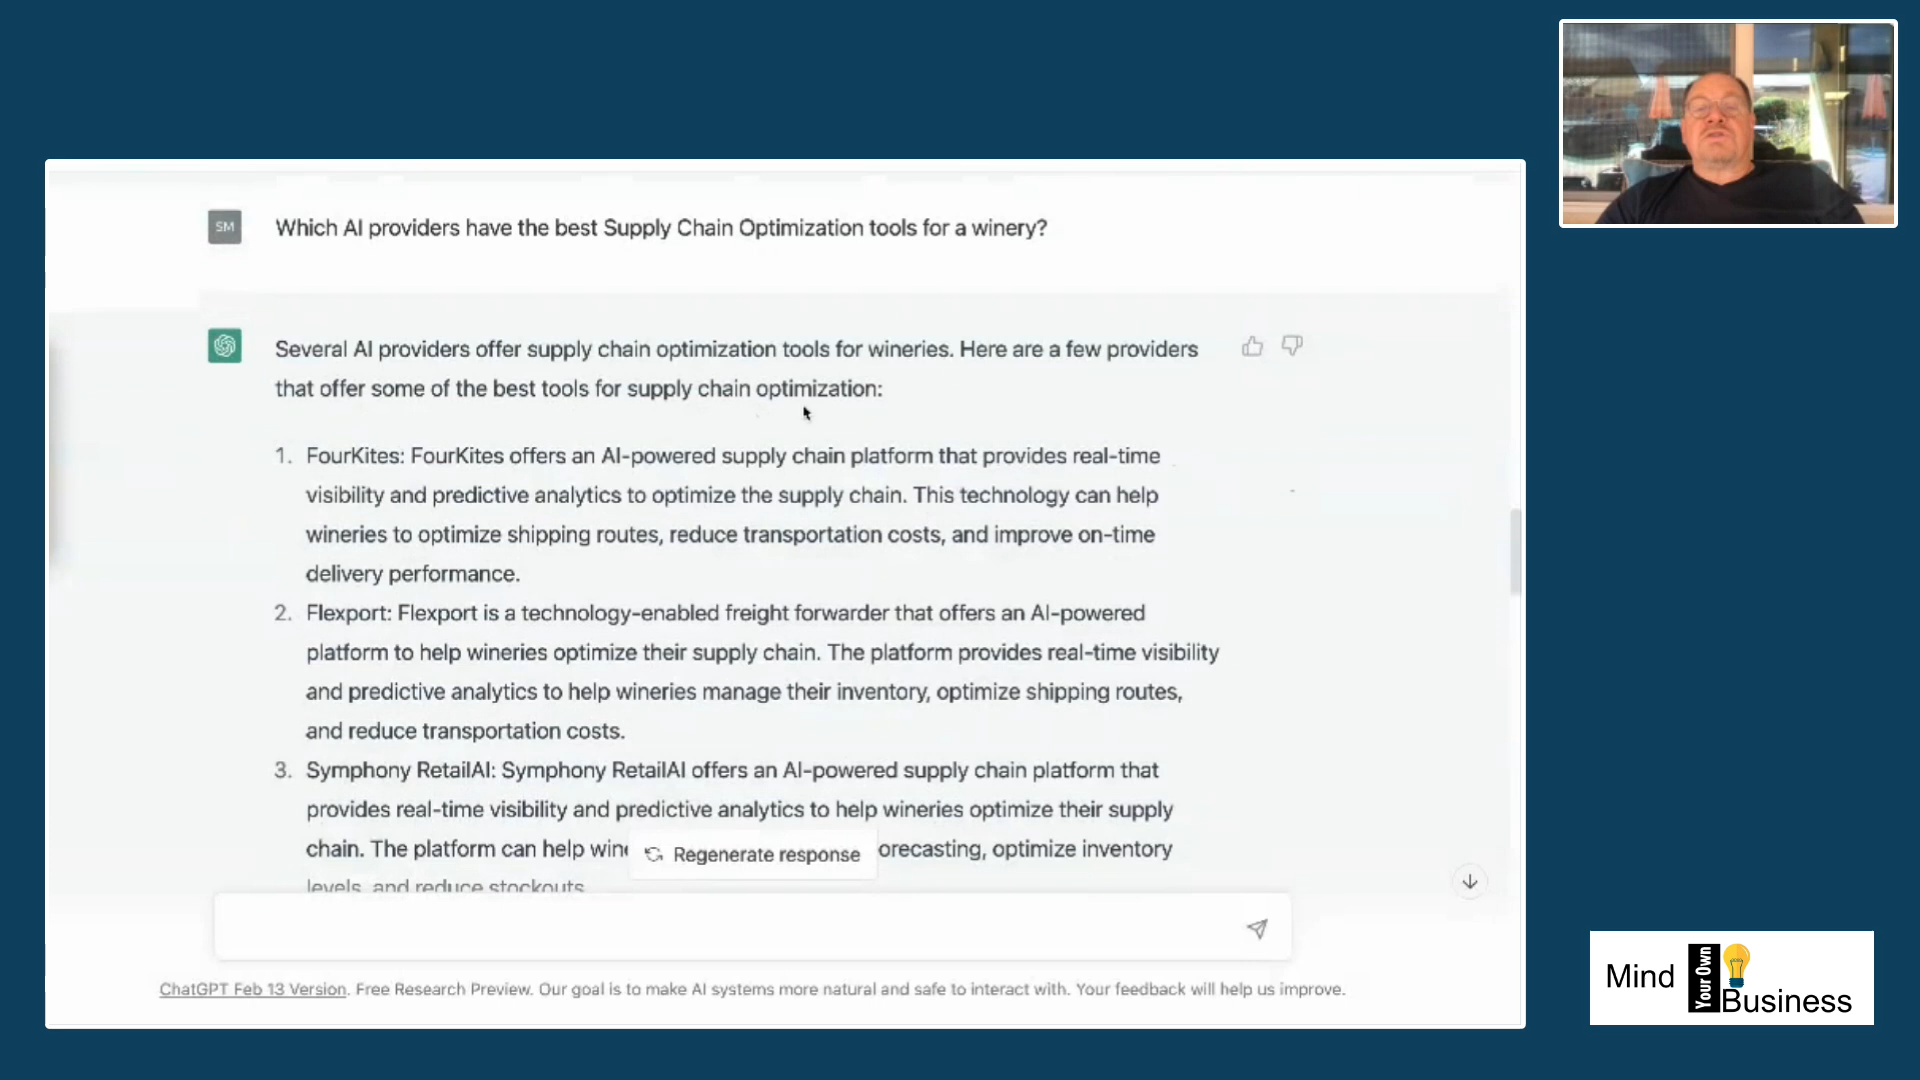 SM
Which AI providers have the best Supply Chain Optimization tools for a winery?
Several AI providers offer supply chain optimization tools for wineries. Here are a few providers
that offer some of the best tools for supply chain optimization:
1. FourKites: FourKites offers an AI-powered supply chain platform that provides real-time
visibility and predictive analytics to optimize the supply chain. This technology can help
wineries to optimize shipping routes, reduce transportation costs, and improve on-time
delivery performance.
2. Flexport: Flexport is a technology-enabled freight forwarder that offers an AI-powered
platform to help wineries optimize their supply chain. The platform provides real-time visibility
and predictive analytics to help wineries manage their inventory, optimize shipping routes,
and reduce transportation costs.
3. Symphony RetailAI: Symphony RetailAI offers an AI-powered supply chain platform that
provides real-time visibility and predictive analytics to help wineries optimize their supply
chain. The platform can help optimize inventory
levels, and reduce stockouts
Regenerate response
ChatGPT Feb 13 Version. Free Research Preview. Our goal is to make AI systems more natural and safe to interact with. Your feedback will help us improve.
Mind Your Own Business